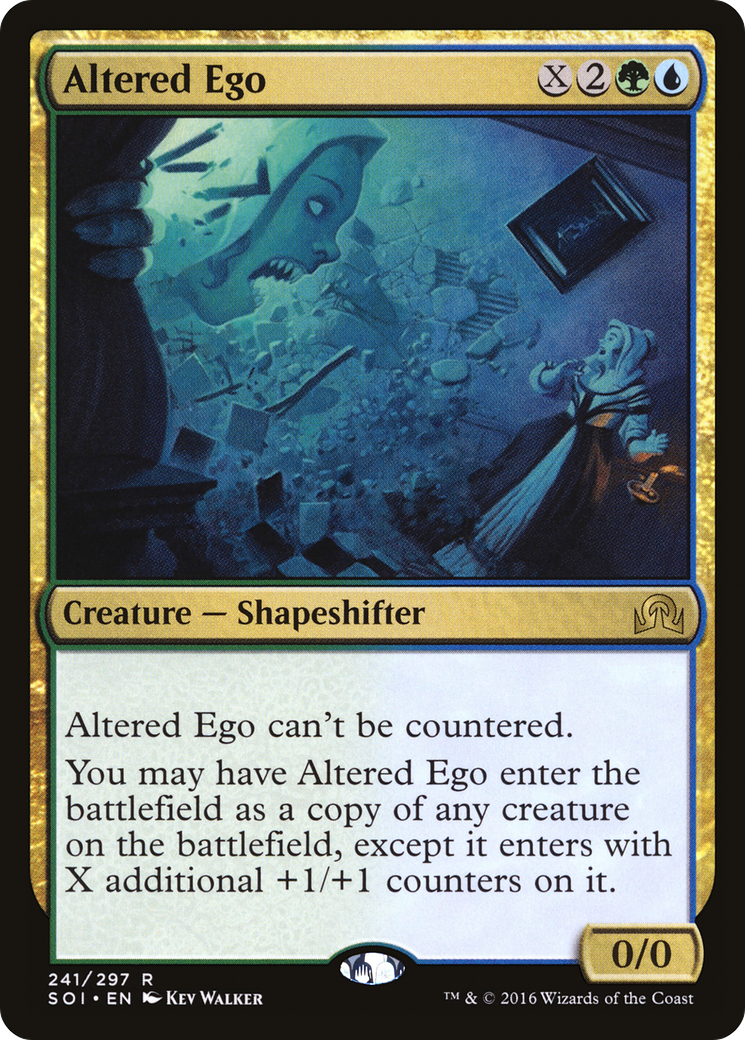 Altered Ego X 2
Creature — Shapeshifter
Altered Ego can't be countered.
You may have Altered Ego enter the
battlefield as a copy of any creature
on the battlefield, except it enters with
X additional +1/+1 counters on it.
0/0
241/297 R
SOI • EN Kev Walker
™ & © 2016 Wizards of the Coast